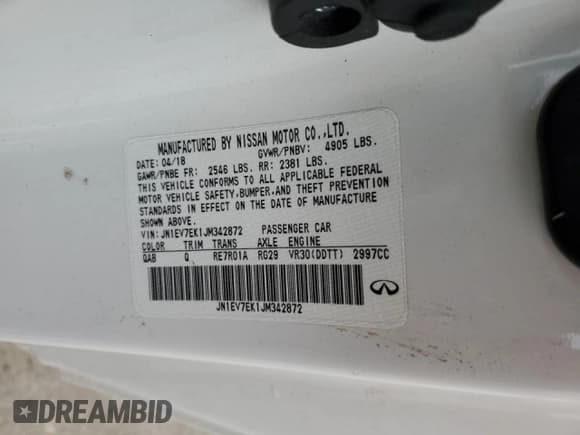 MANUFACTURED BY NISSAN MOTOR CO.,LTD.
DATE: 04/18 GVWR/PNBV: 4905 LBS.
GAWR/PNBE FR: 2546 LBS. RR: 2381 LBS.
THIS VEHICLE CONFORMS TO ALL APPLICABLE FEDERAL
MOTOR VEHICLE SAFETY,BUMPER,AND THEFT PREVENTION
STANDARDS IN EFFECT ON THE DATE OF MANUFACTURE
SHOWN ABOVE.
VIN:JN1EV7EK1JM342872 PASSENGER CAR
COLOR TRIM TRANS AXLE ENGINE
QAB Q RE7R01A RG29 VR30(DDTT) 2997CC
JN1EV7EK1JM342872
DREAMBID